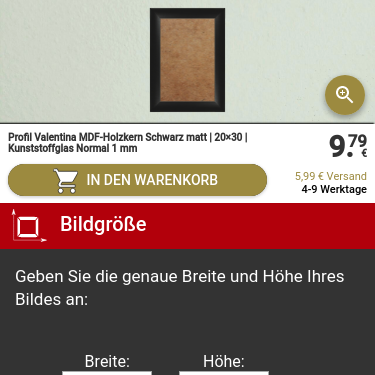 Profil Valentina MDF-Holzkern Schwarz matt | 20×30 |
Kunststoffglas Normal 1 mm
9.79 €
IN DEN WARENKORB
5,99 € Versand
4-9 Werktage
Bildgröße
Geben Sie die genaue Breite und Höhe Ihres
Bildes an:
Breite: Höhe: